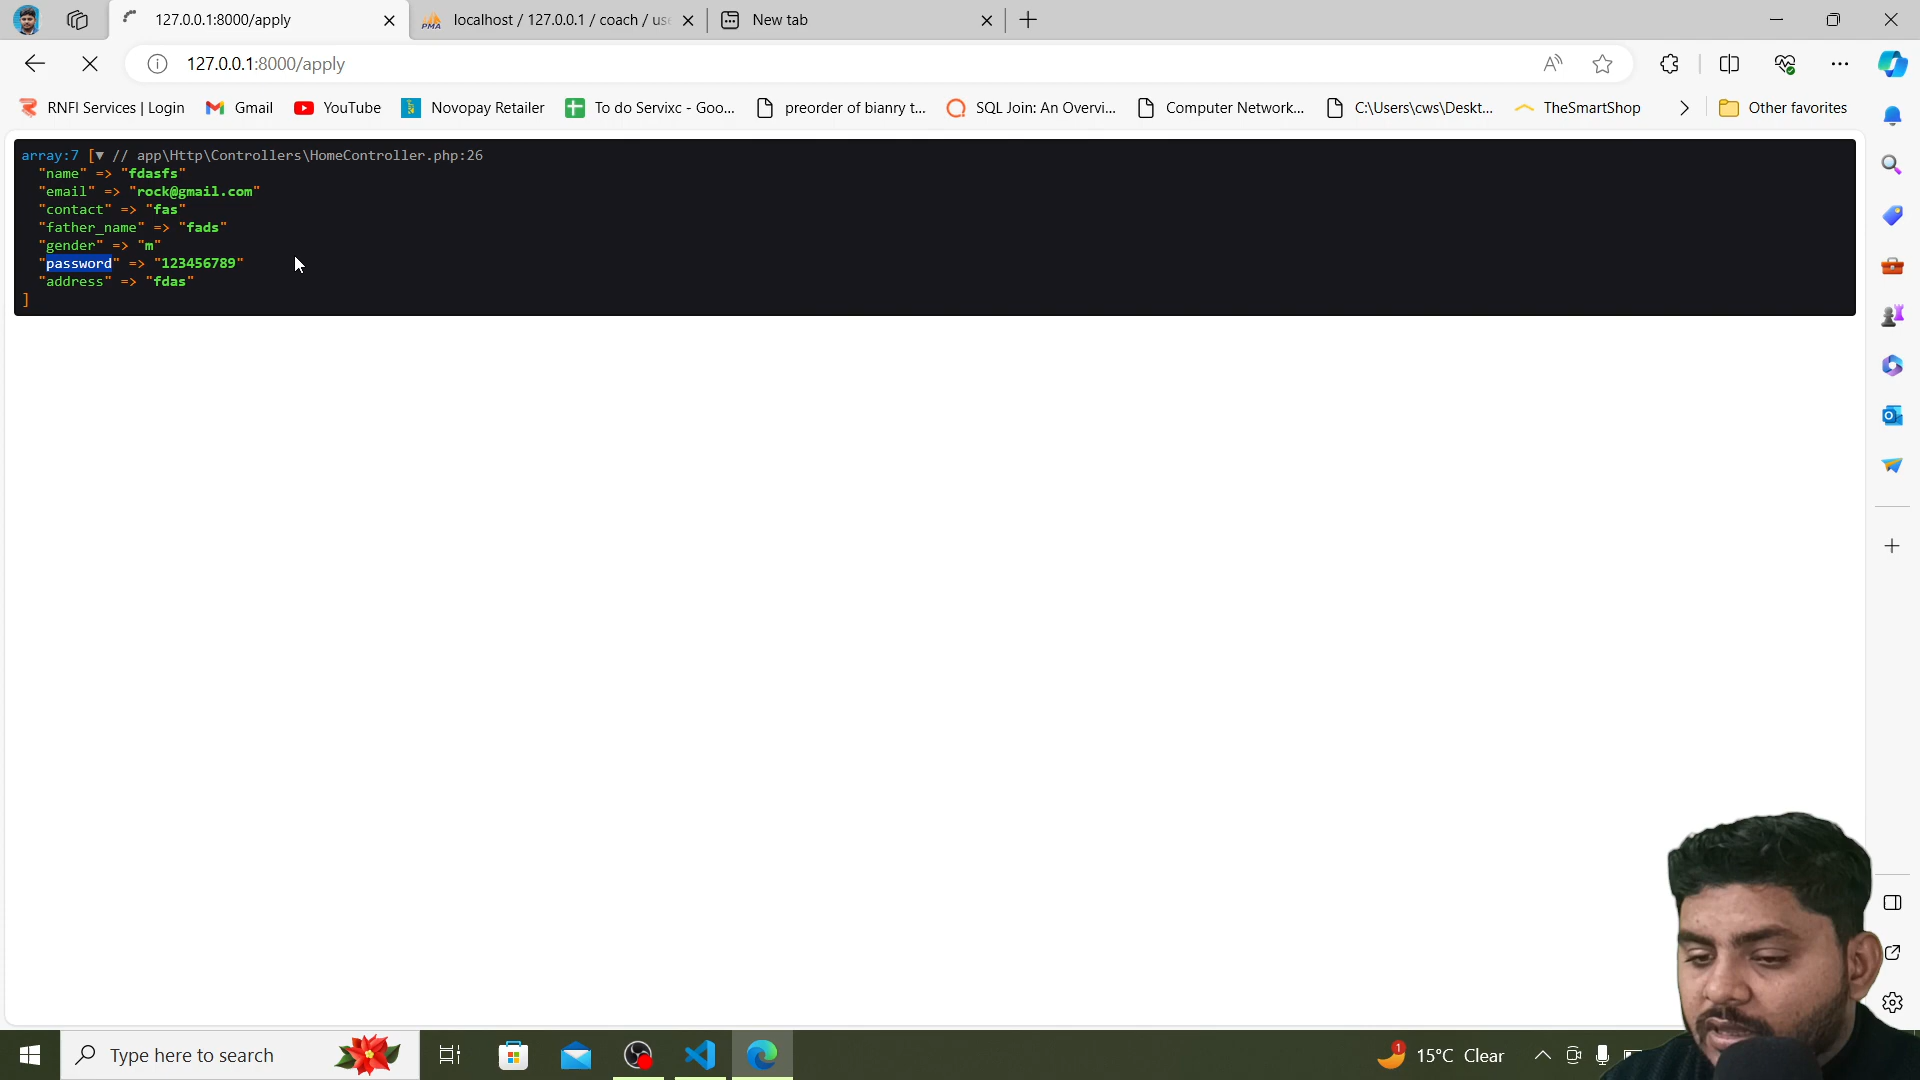 127.0.0.1:8000/apply
localhost / 127.0.0.1 / coach / us
New tab
127.0.0.1:8000/apply
RNFI Services | Login
Gmail
YouTube
Novopay Retailer
To do Servixc - Goo...
preorder of bianry t...
SQL Join: An Overvi...
Computer Network...
C:\Users\cws\Deskt...
TheSmartShop
Other favorites
array:7 [▼ // app\Http\Controllers\HomeController.php:26
"name" => "fdasfs"
"email" => "rock@gmail.com"
"contact" => "fas"
"father_name" => "fads"
"gender" => "m"
"password" => "123456789"
"address" => "fdas"
]
Type here to search
1
15°C Clear